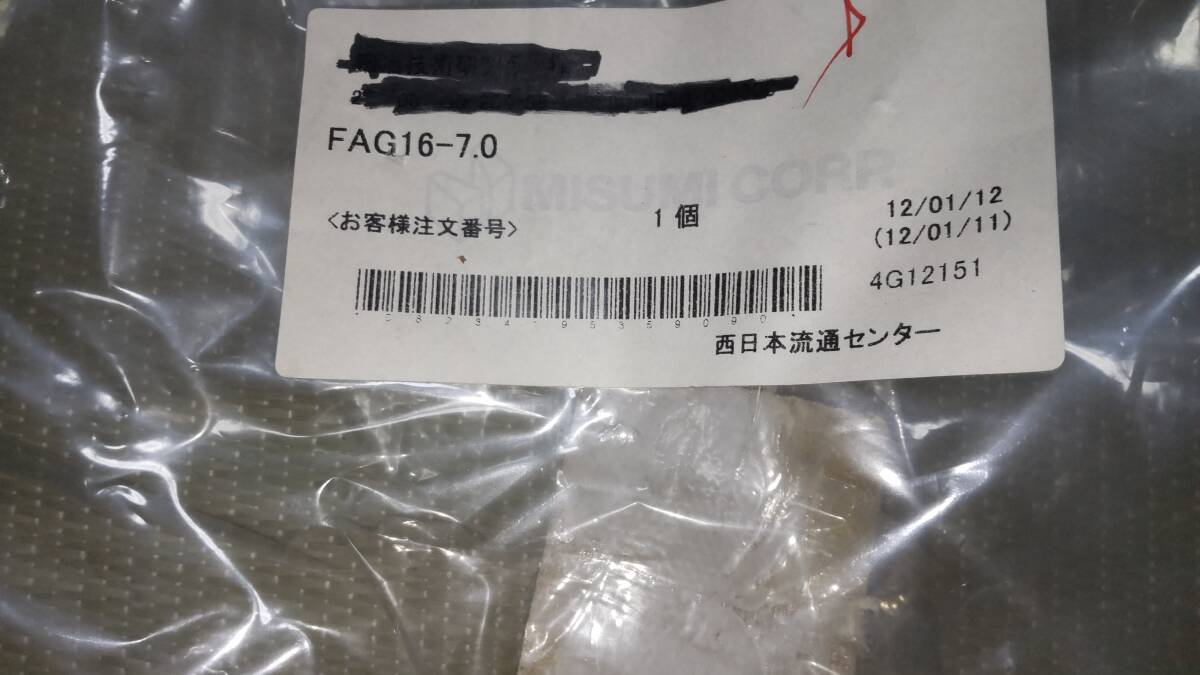 FAG16-7.0
MISUMI CORP.
<お客様注文番号>
1個
12/01/12
(12/01/11)
4G12151
西日本流通センター